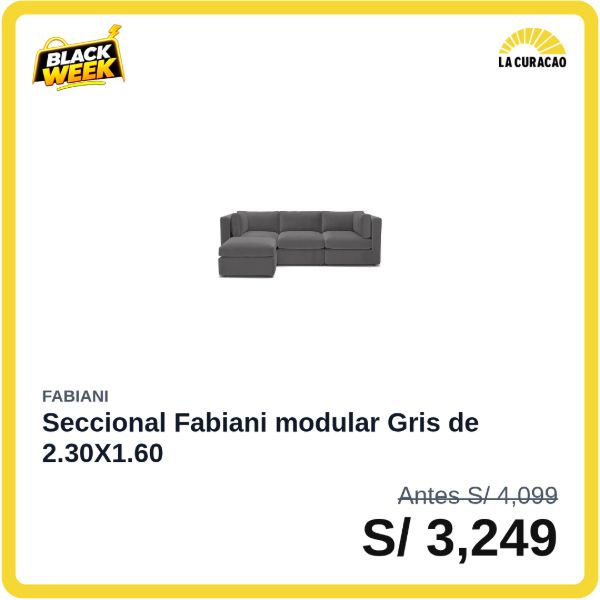 BLACK
WEEK
LA CURACAO
FABIANI
Seccional Fabiani modular Gris de
2.30X1.60
Antes S/ 4,099
S/ 3,249